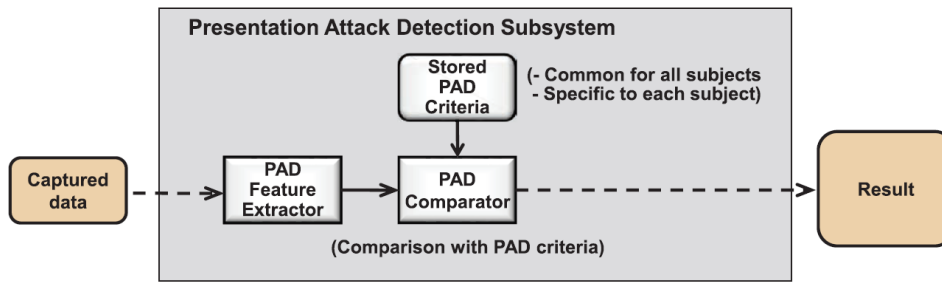 Presentation Attack Detection Subsystem
Stored
PAD
Criteria
(- Common for all subjects
- Specific to each subject)
Captured
data
PAD
Feature
Extractor
PAD
Comparator
Result
(Comparison with PAD criteria)